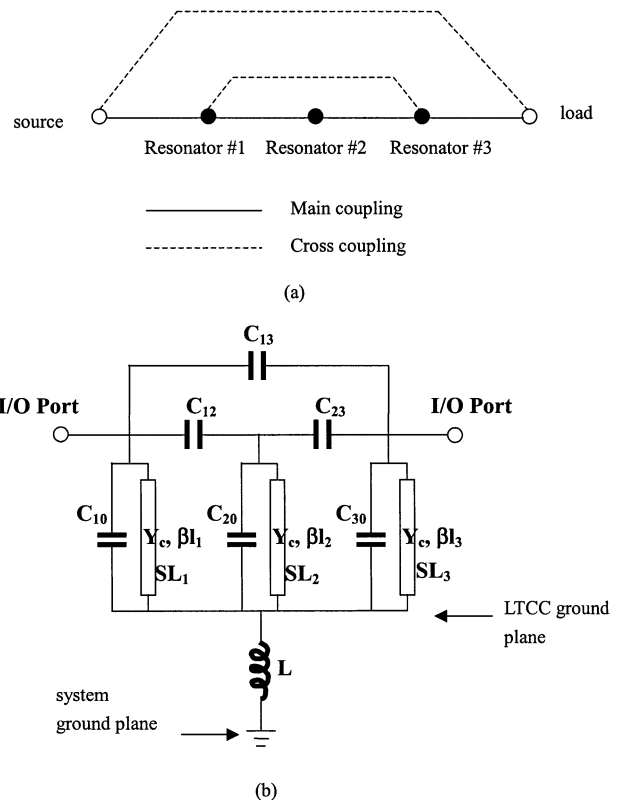 source
load
Resonator #1 Resonator #2 Resonator #3
Main coupling
Cross coupling
(a)
C13
I/O Port
C12
C23
I/O Port
C10
Yc, βl1
SL1
C20
Yc, βl2
SL2
C30
Yc, βl3
SL3
LTCC ground
plane
L
system
ground plane
(b)